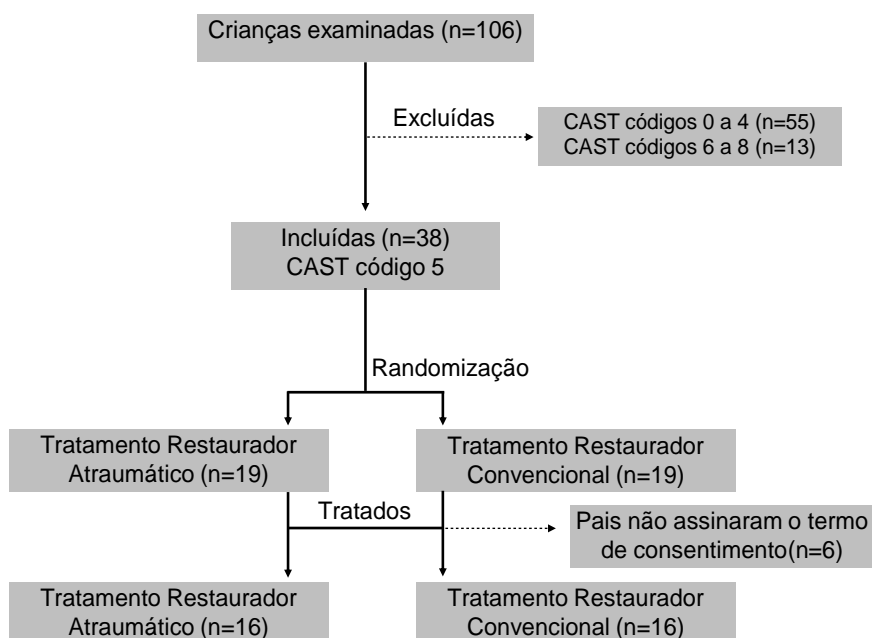 Crianças examinadas (n=106)
Excluídas
CAST códigos 0 a 4 (n=55)
CAST códigos 6 a 8 (n=13)
Incluídas (n=38)
CAST código 5
Randomização
Tratamento Restaurador
Atraumático (n=19)
Tratamento Restaurador
Convencional (n=19)
Tratados
Pais não assinaram o termo
de consentimento(n=6)
Tratamento Restaurador
Atraumático (n=16)
Tratamento Restaurador
Convencional (n=16)